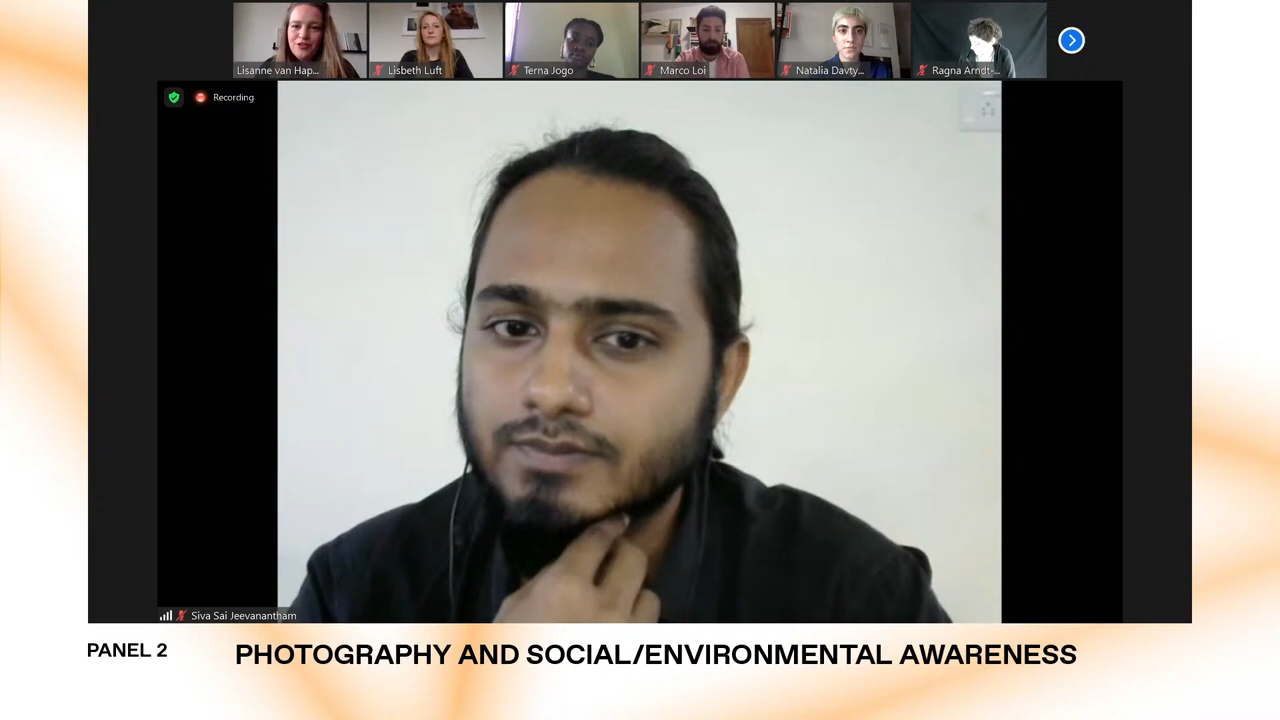 Lisanne van Hap...
Lisbeth Luft
Terna Jogo
Marco Loi
Natalia Davty...
Ragna Arndt-...
Recording
Siva Sai Jeevanantham
PANEL 2
PHOTOGRAPHY AND SOCIAL/ENVIRONMENTAL AWARENESS